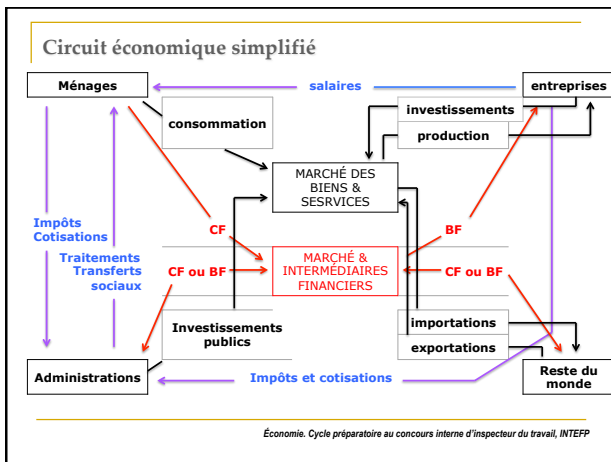 Circuit économique simplifié
Ménages
salaires
entreprises
consommation
investissements
production
MARCHÉ DES
BIENS &
SESRVICES
Impôts
Cotisations
CF
BF
Traitements
Transferts
sociaux
CF ou BF
MARCHÉ &
INTERMÉDIAIRES
FINANCIERS
CF ou BF
Investissements
publics
importations
exportations
Administrations
Impôts et cotisations
Reste du
monde
Économie. Cycle préparatoire au concours interne d'inspecteur du travail, INTEFP